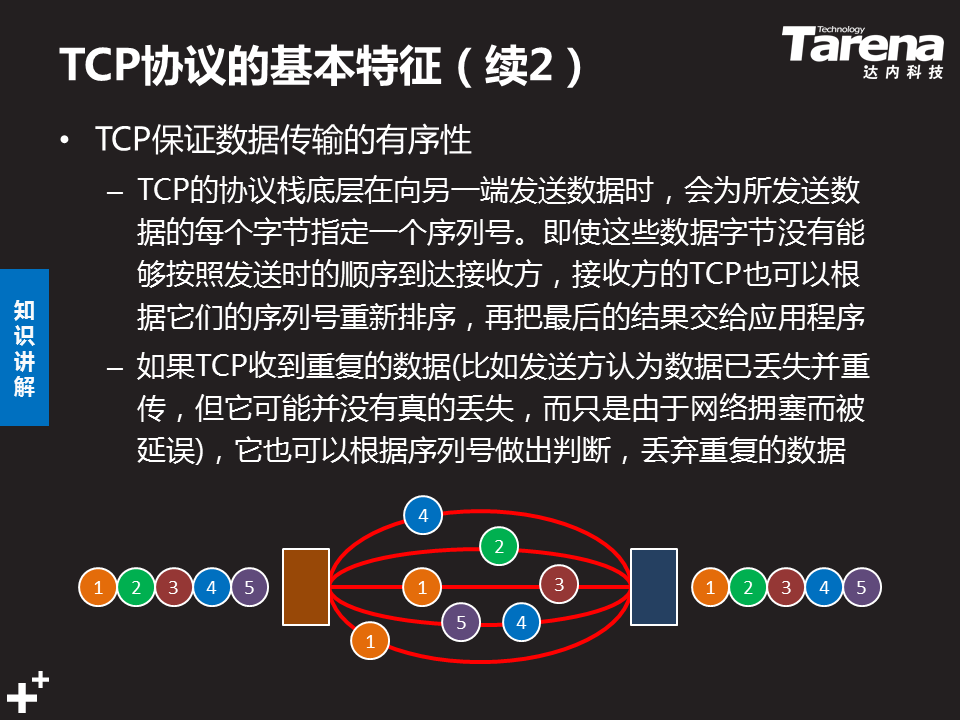 TCP协议的基本特征（续2）
Technology
Tarena
达内科技
• TCP保证数据传输的有序性
– TCP的协议栈底层在向另一端发送数据时，会为所发送数
据的每个字节指定一个序列号。即使这些数据字节没有能
够按照发送时的顺序到达接收方，接收方的TCP也可以根
据它们的序列号重新排序，再把最后的结果交给应用程序
– 如果TCP收到重复的数据(比如发送方认为数据已丢失并重
传，但它可能并没有真的丢失，而只是由于网络拥塞而被
延误)，它也可以根据序列号做出判断，丢弃重复的数据
知识讲解
4
2
1 2 3 4 5
1
3
1 2 3 4 5
5
4
1